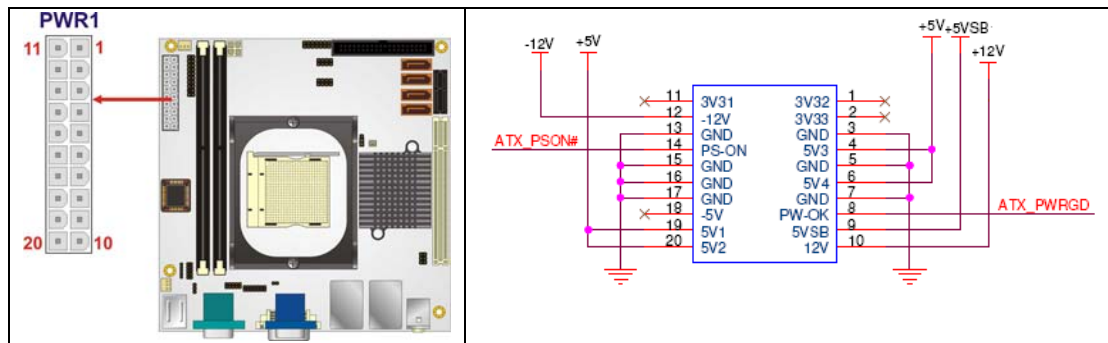 PWR1
11 1
20 10
-12V +5V +5V +5VSB +12V
11 3V31 3V32 1
12 -12V 3V33 2
13 GND GND 3
ATX_PSON# 14 PS-ON 5V3 4
15 GND GND 5
16 GND 5V4 6
17 GND GND 7
18 -5V PW-OK 8 ATX_PWRGD
19 5V1 5VSB 9
20 5V2 12V 10